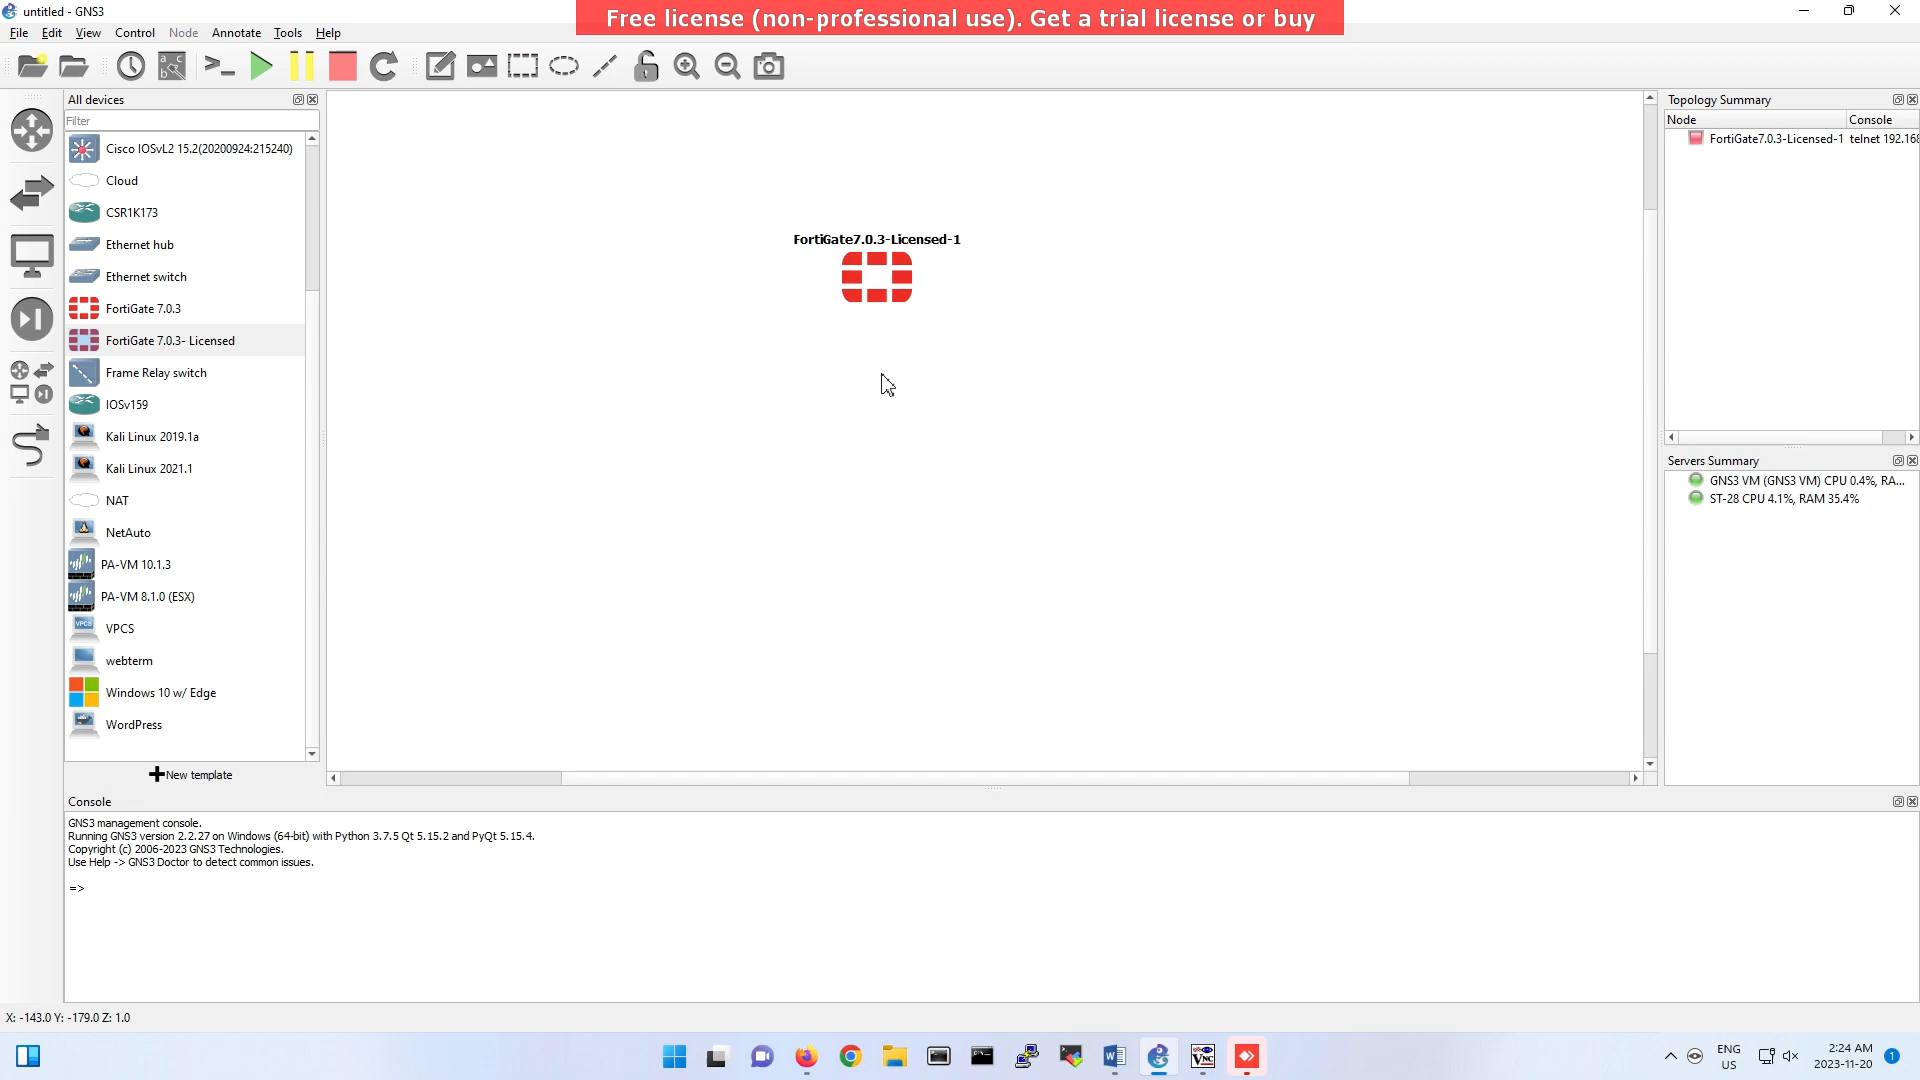 untitled - GNS3
Free license (non-professional use). Get a trial license or buy
File Edit View Control Node Annotate Tools Help
All devices
Filter
Cisco IOSvL2 15.2(20200924:215240)
Cloud
CSR1K173
Ethernet hub
Ethernet switch
FortiGate 7.0.3
FortiGate 7.0.3- Licensed
Frame Relay switch
IOSv159
Kali Linux 2019.1a
Kali Linux 2021.1
NAT
NetAuto
PA-VM 10.1.3
PA-VM 8.1.0 (ESX)
VPCS
webterm
Windows 10 w/ Edge
WordPress
New template
FortiGate7.0.3-Licensed-1
Topology Summary
Node Console
FortiGate7.0.3-Licensed-1 telnet 192.168
Servers Summary
GNS3 VM (GNS3 VM) CPU 0.4%, RA...
ST-28 CPU 4.1%, RAM 35.4%
Console
GNS3 management console.
Running GNS3 version 2.2.27 on Windows (64-bit) with Python 3.7.5 Qt 5.15.2 and PyQt 5.15.4.
Copyright (c) 2006-2023 GNS3 Technologies.
Use Help -> GNS3 Doctor to detect common issues.
=>
X: -143.0 Y: -179.0 Z: 1.0
ENG
US
2:24 AM
2023-11-20
1